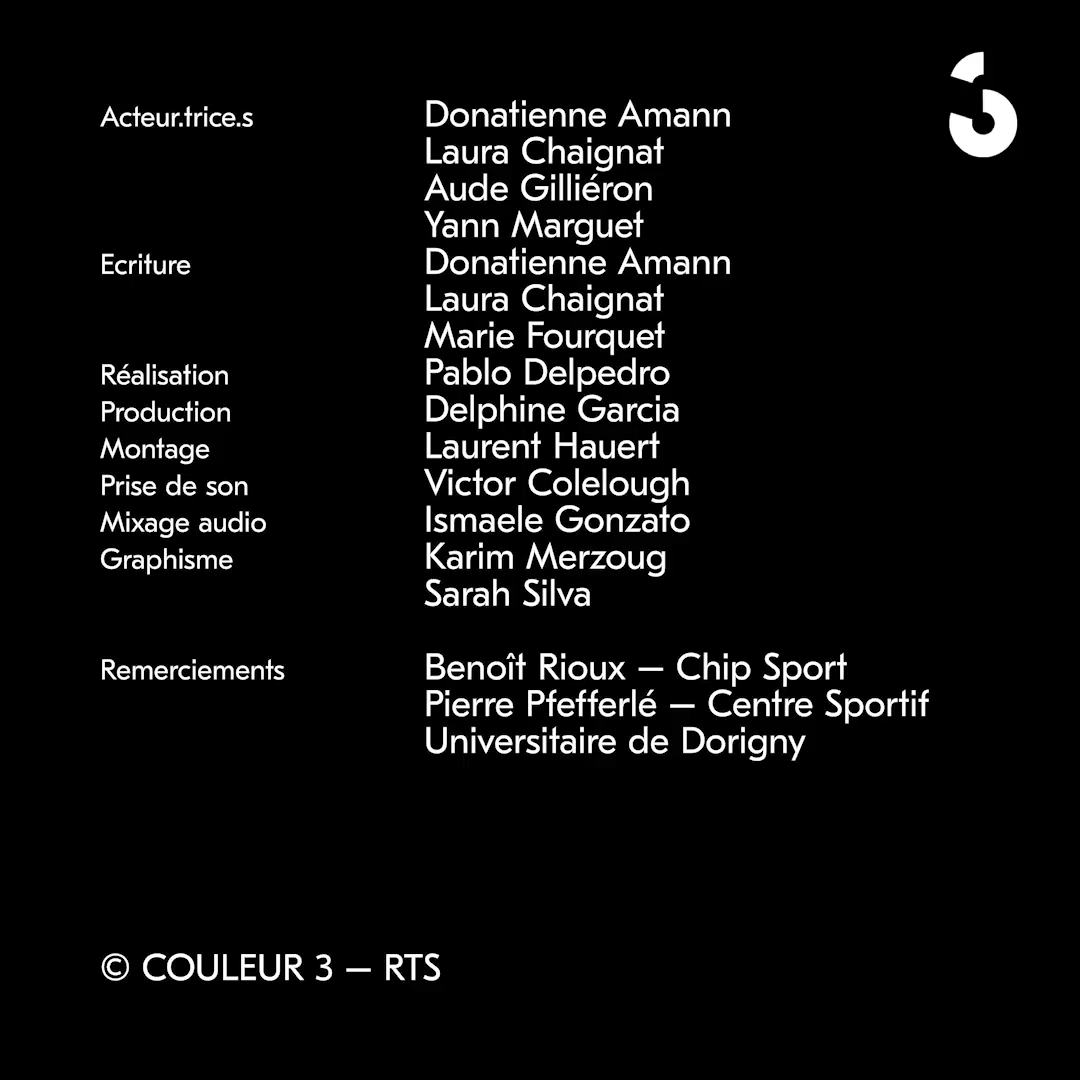 Acteur.trice.s Donatienne Amann
Laura Chaignat
Aude Gilliéron
Yann Marguet
Ecriture Donatienne Amann
Laura Chaignat
Marie Fourquet
Réalisation Pablo Delpedro
Production Delphine Garcia
Montage Laurent Hauert
Prise de son Victor Colelough
Mixage audio Ismaele Gonzato
Graphisme Karim Merzoug
Sarah Silva
Remerciements Benoît Rioux – Chip Sport
Pierre Pfefferlé – Centre Sportif
Universitaire de Dorigny
© COULEUR 3 – RTS
3